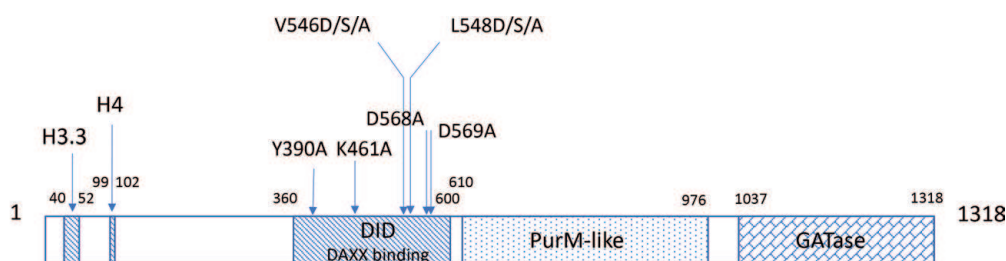 V546D/S/A L548D/S/A
H4 D568A D569A
H3.3 Y390A K461A
40 52 99 102 360 600 610 976 1037 1318
1 1318
DID PurM-like GATase
DAXX binding